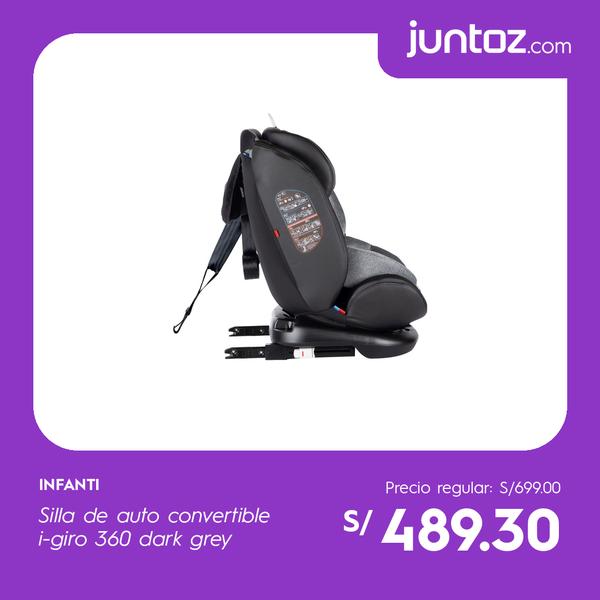 juntoz.com
INFANTI
Silla de auto convertible
i-giro 360 dark grey
Precio regular: S/699.00
S/ 489.30